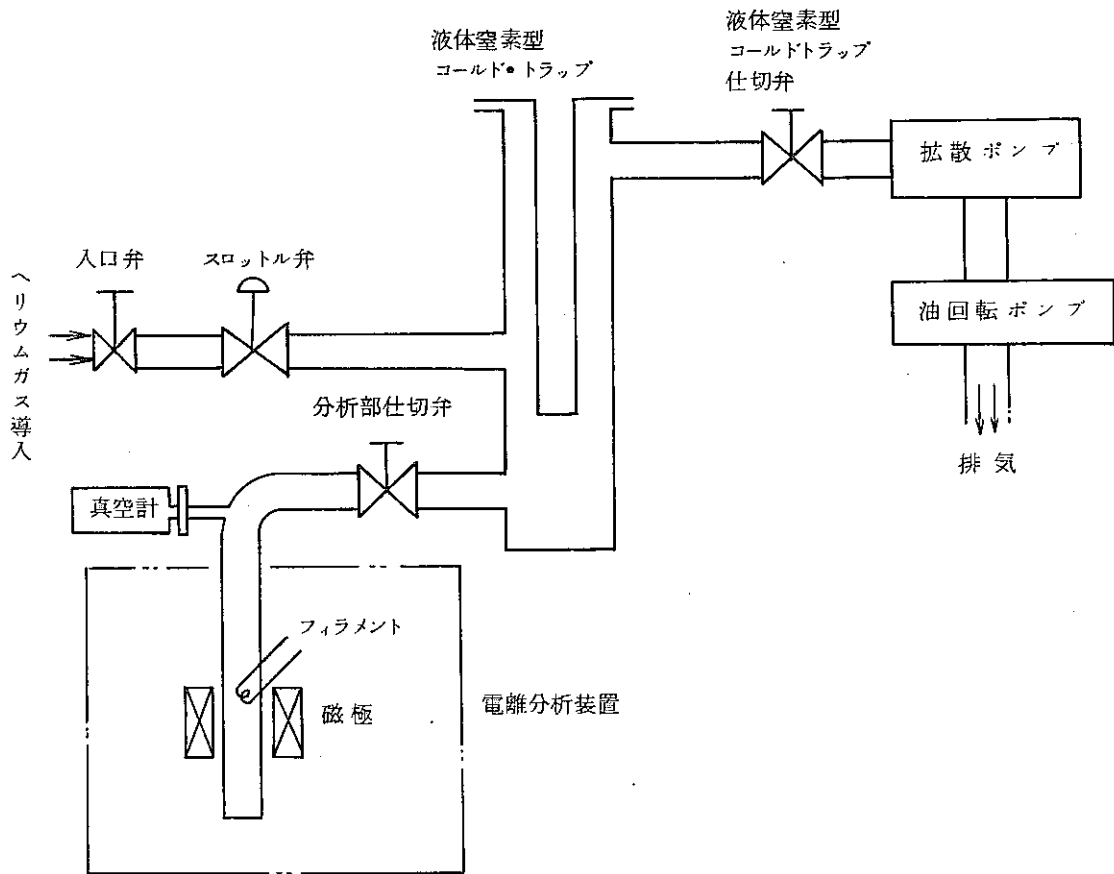 液体窒素型
コールド・トラップ
液体窒素型
コールドトラップ
仕切弁
拡散ポンプ
入口弁
スロットル弁
ヘリウムガス導入
油回転ポンプ
分析部仕切弁
排気
真空計
フィラメント
磁極
電離分析装置